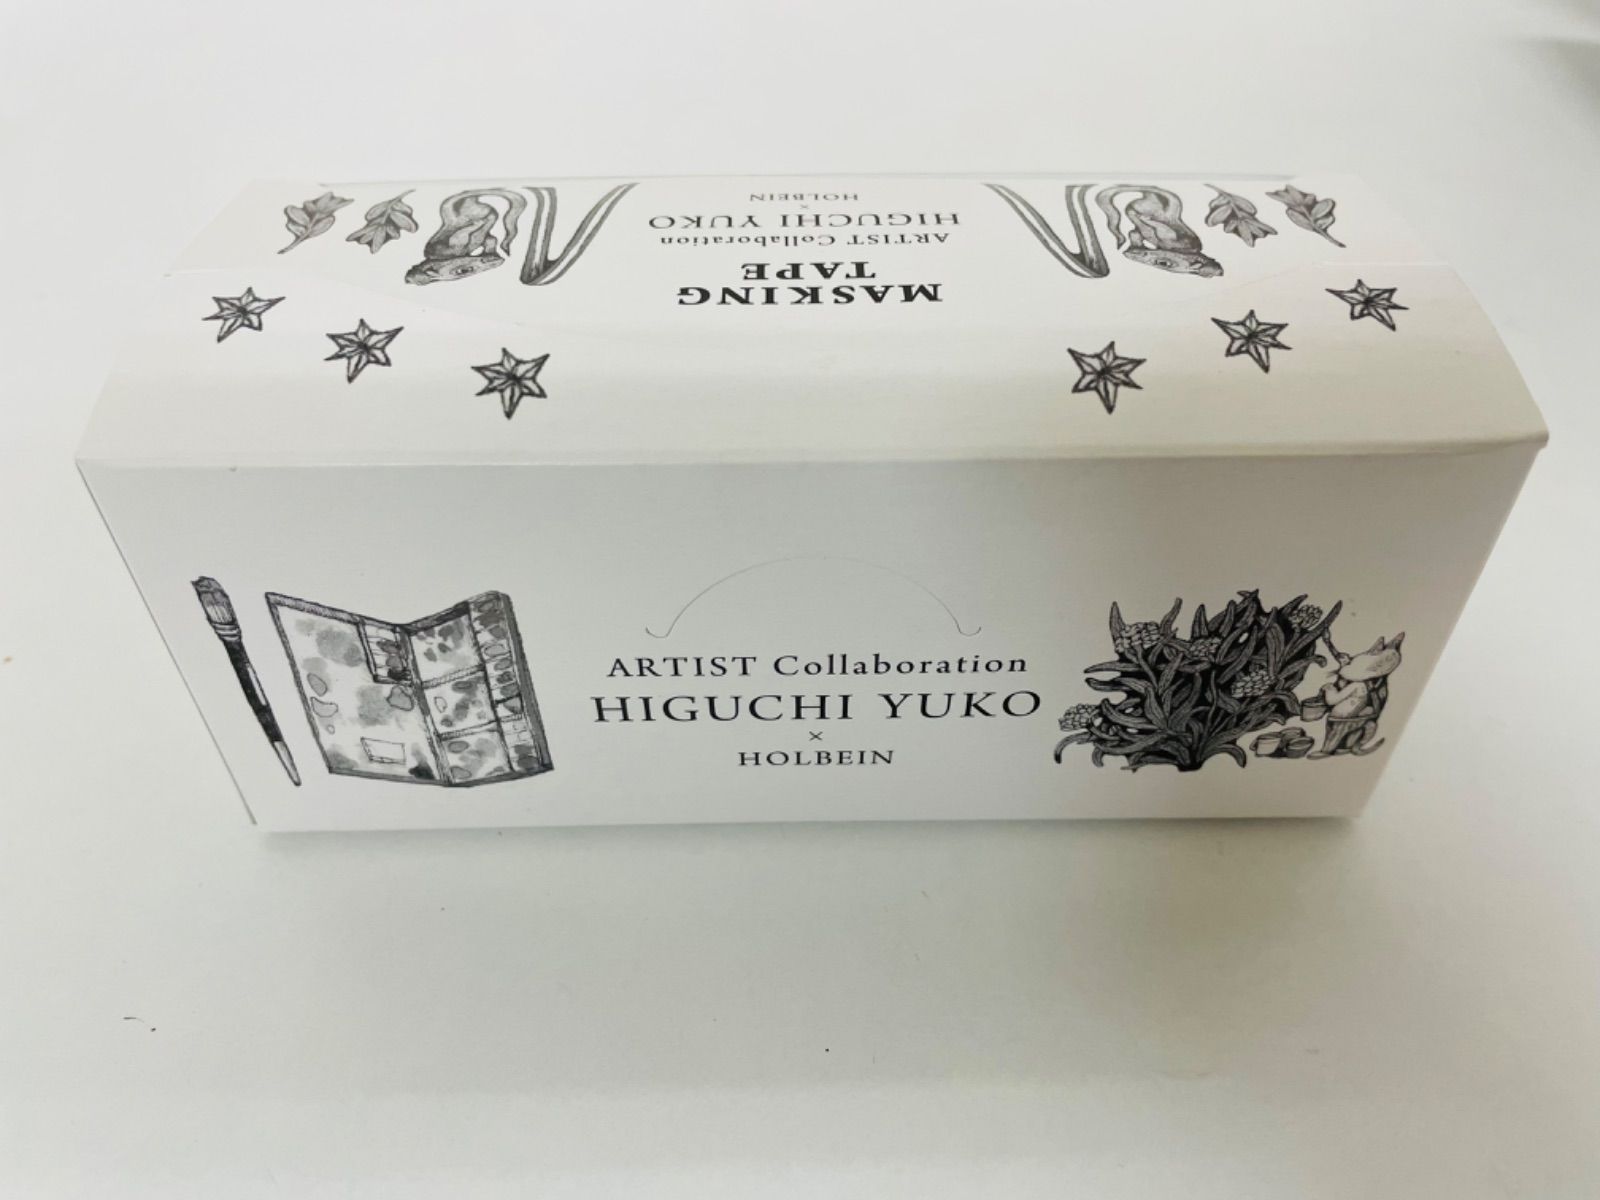 MASKING
TAPE
ARTIST Collaboration
HIGUCHI YUKO
×
HOLBEIN
ARTIST Collaboration
HIGUCHI YUKO
×
HOLBEIN